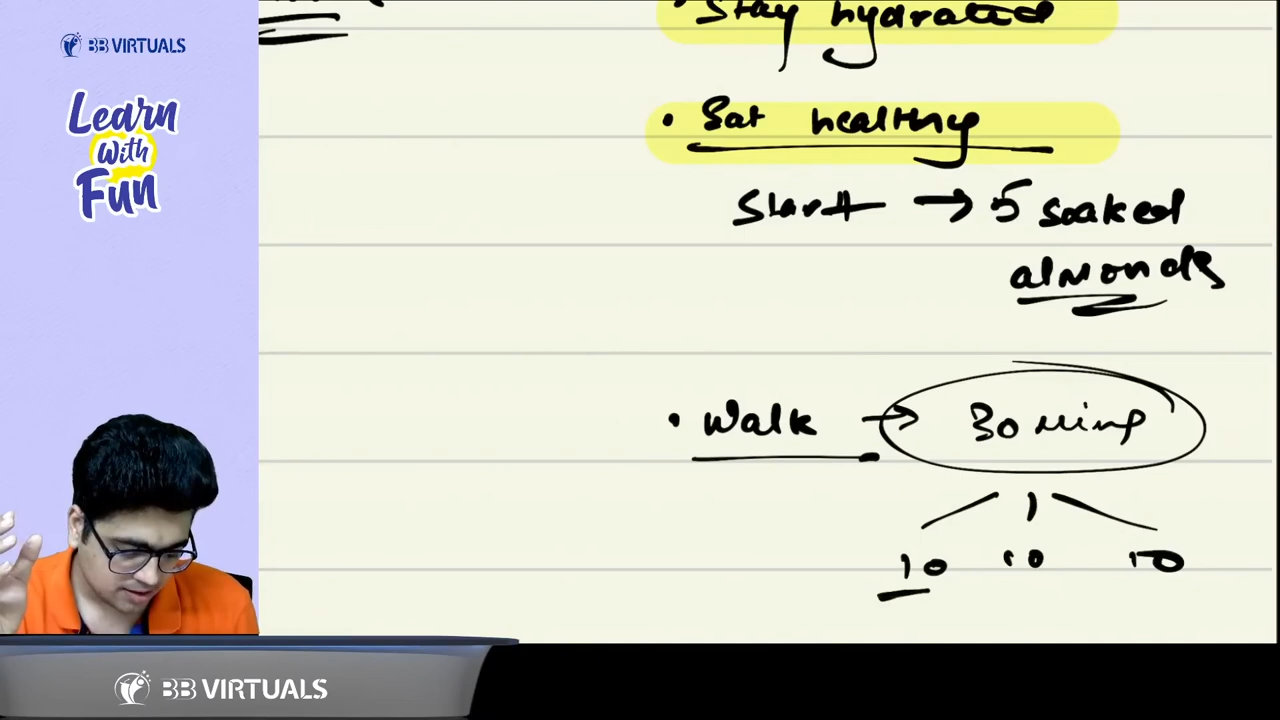 BB VIRTUALS
Learn
With
Fun
• Stay hydrated
• Eat healthy
Start → 5 soaked
almonds
• Walk → 30 mins
10 10 10
BB VIRTUALS